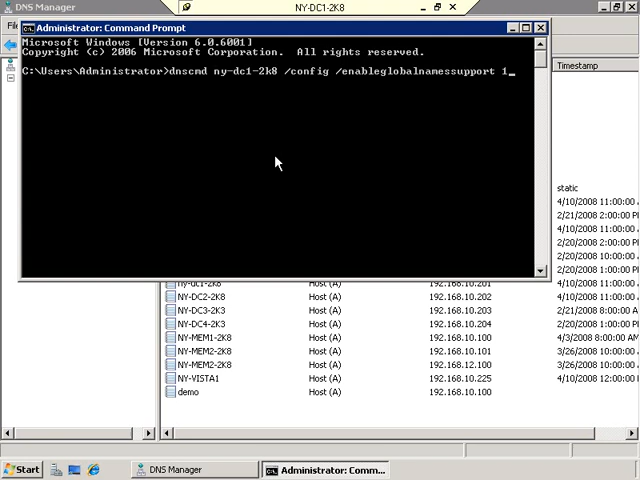 DNS Manager
NY-DC1-2K8
Administrator: Command Prompt
Microsoft Windows [Version 6.0.6001]
Copyright (c) 2006 Microsoft Corporation.  All rights reserved.
C:\Users\Administrator>dnscmd ny-dc1-2k8 /config /enableglobalnamessupport 1
Timestamp
static
4/10/2008 11:00:00
2/21/2008 2:00:00 P
4/10/2008 11:00:00
2/20/2008 2:00:00 P
2/20/2008 10:00:00
2/20/2008 1:00:00 P
ny-dc1-2k8 Host (A) 192.168.10.201 4/10/2008 11:00:00
NY-DC2-2K8 Host (A) 192.168.10.202 4/10/2008 11:00:00
NY-DC3-2K3 Host (A) 192.168.10.203 2/21/2008 8:00:00 A
NY-DC4-2K3 Host (A) 192.168.10.204 2/20/2008 1:00:00 P
NY-MEM1-2K8 Host (A) 192.168.10.100 4/3/2008 8:00:00 AM
NY-MEM2-2K8 Host (A) 192.168.10.101 3/26/2008 10:00:00
NY-MEM2-2K8 Host (A) 192.168.12.100 3/26/2008 10:00:00
NY-VISTA1 Host (A) 192.168.10.225 4/10/2008 12:00:00
demo Host (A) 192.168.10.100
Start
DNS Manager
Administrator: Comm...